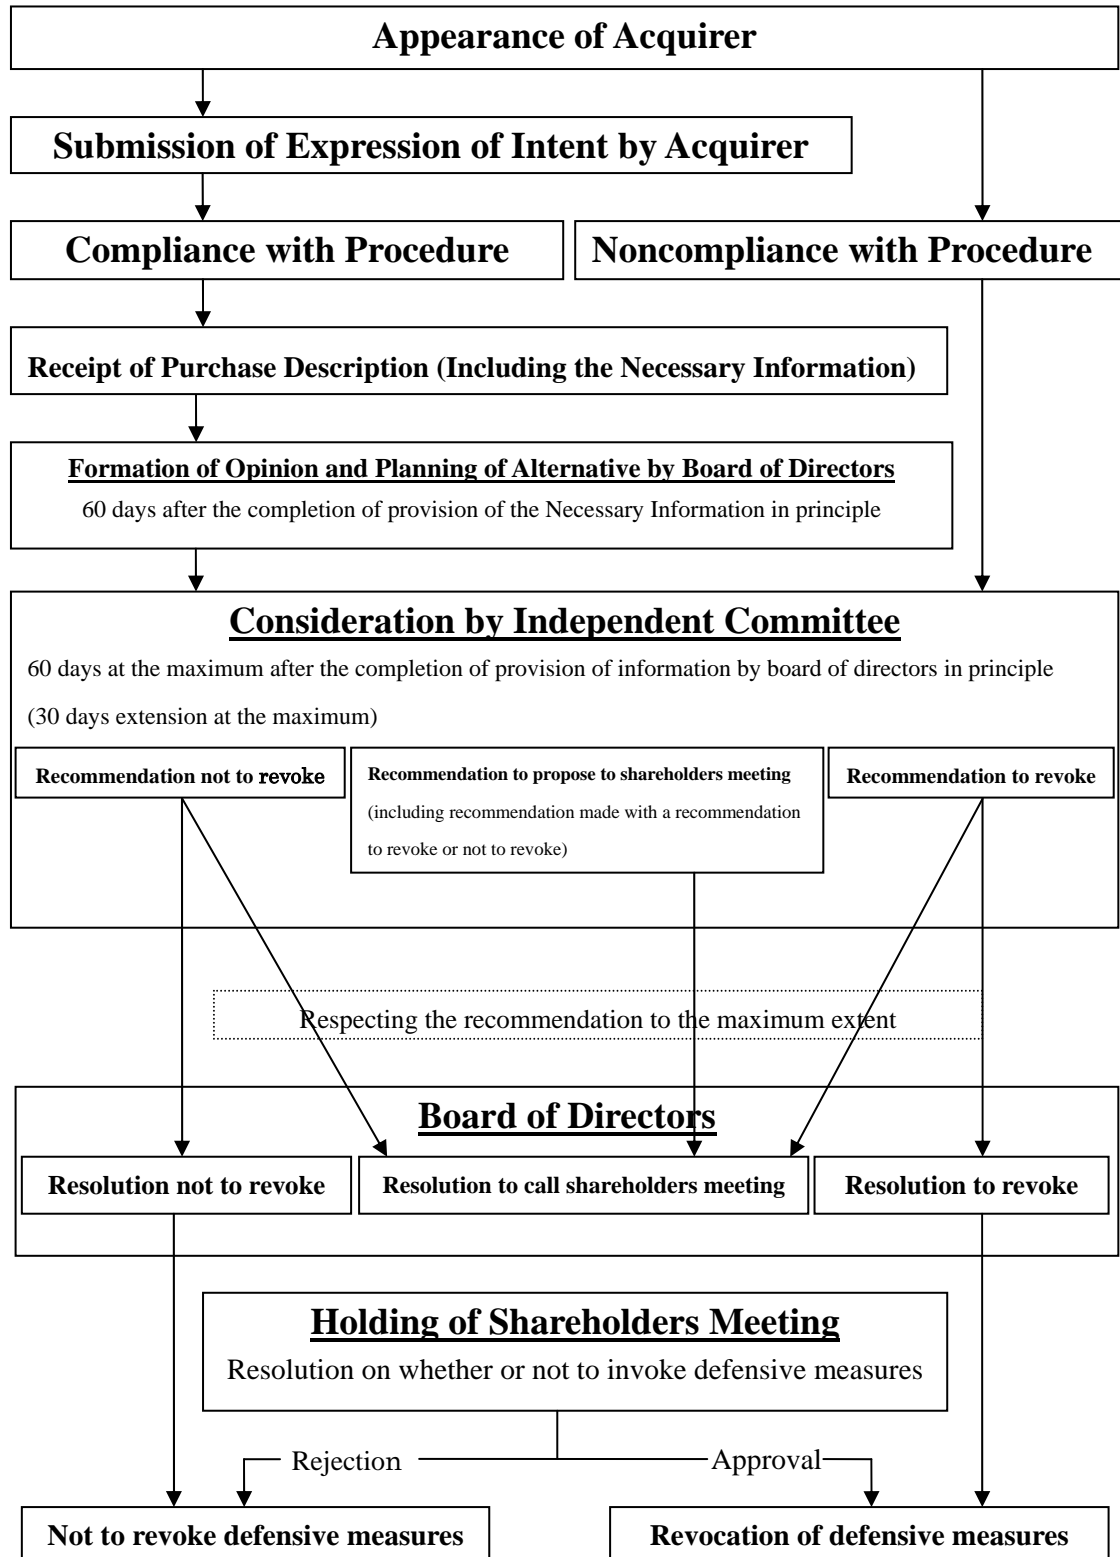 Appearance of Acquirer
Submission of Expression of Intent by Acquirer
Compliance with Procedure
Noncompliance with Procedure
Receipt of Purchase Description (Including the Necessary Information)
Formation of Opinion and Planning of Alternative by Board of Directors
60 days after the completion of provision of the Necessary Information in principle
Consideration by Independent Committee
60 days at the maximum after the completion of provision of information by board of directors in principle
(30 days extension at the maximum)
Recommendation not to revoke
Recommendation to propose to shareholders meeting
(including recommendation made with a recommendation
to revoke or not to revoke)
Recommendation to revoke
Respecting the recommendation to the maximum extent
Board of Directors
Resolution not to revoke
Resolution to call shareholders meeting
Resolution to revoke
Holding of Shareholders Meeting
Resolution on whether or not to invoke defensive measures
Rejection
Approval
Not to revoke defensive measures
Revocation of defensive measures